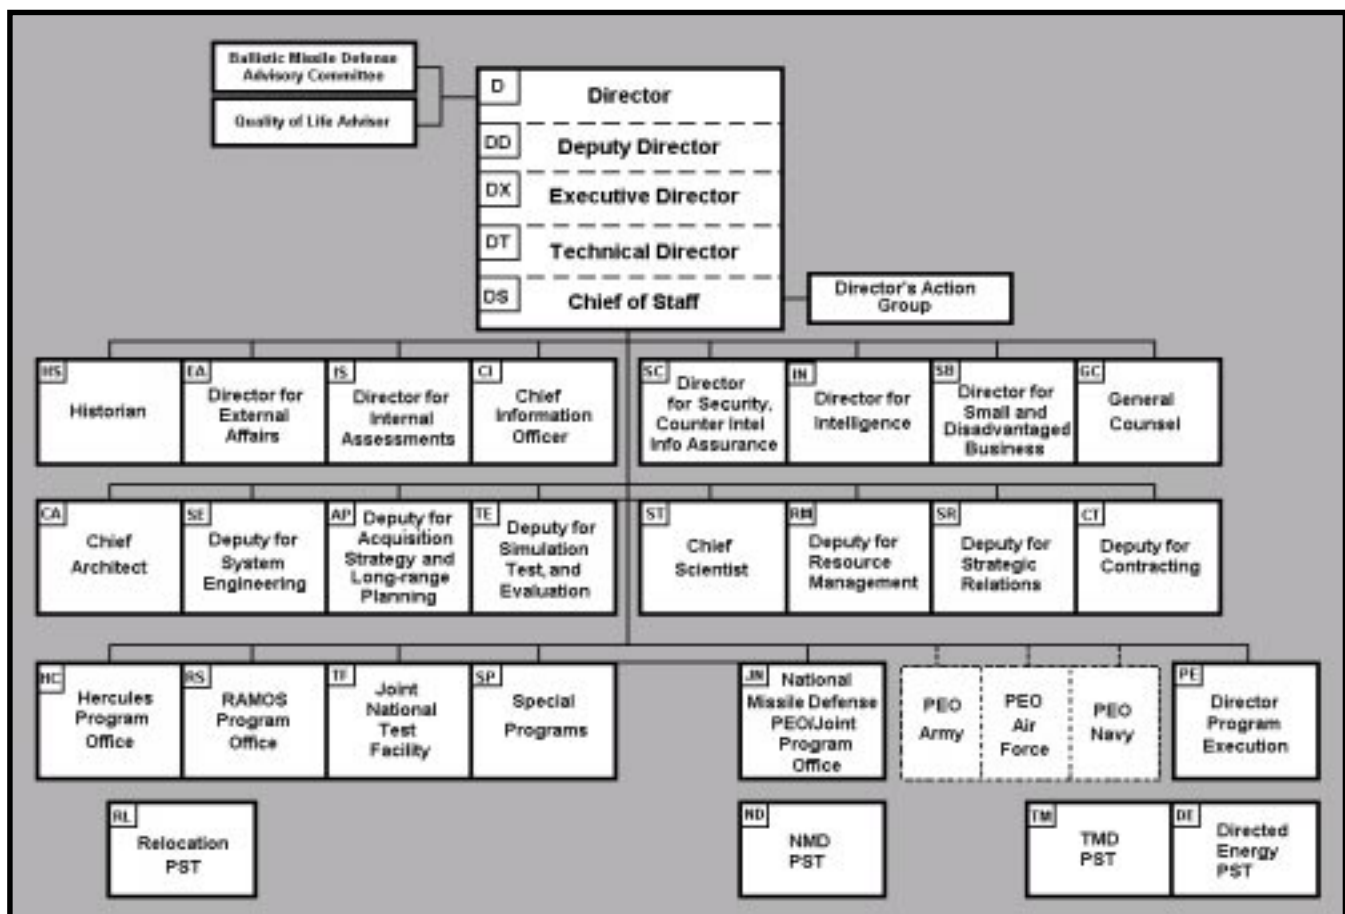 Ballistic Missile Defense
Advisory Committee
Quality of Life Adviser
D
Director
DD
Deputy Director
DX
Executive Director
DT
Technical Director
DS
Chief of Staff
Director's Action
Group
HS
Historian
EA
Director for
External
Affairs
IS
Director for
Internal
Assessments
CI
Chief
Information
Officer
SC
Director
for Security,
Counter Intel
Info Assurance
IN
Director for
Intelligence
SB
Director for
Small and
Disadvantaged
Business
GC
General
Counsel
CA
Chief
Architect
SE
Deputy for
System
Engineering
AP
Deputy for
Acquisition
Strategy and
Long-range
Planning
TE
Deputy for
Simulation
Test, and
Evaluation
ST
Chief
Scientist
RM
Deputy for
Resource
Management
SR
Deputy for
Strategic
Relations
CT
Deputy for
Contracting
HC
Hercules
Program
Office
RS
RAMOS
Program
Office
TF
Joint
National
Test
Facility
SP
Special
Programs
JN
National
Missile Defense
PEO/Joint
Program
Office
PEO
Army
PEO
Air
Force
PEO
Navy
PE
Director
Program
Execution
RL
Relocation
PST
ND
NMD
PST
TM
TMD
PST
DE
Directed
Energy
PST